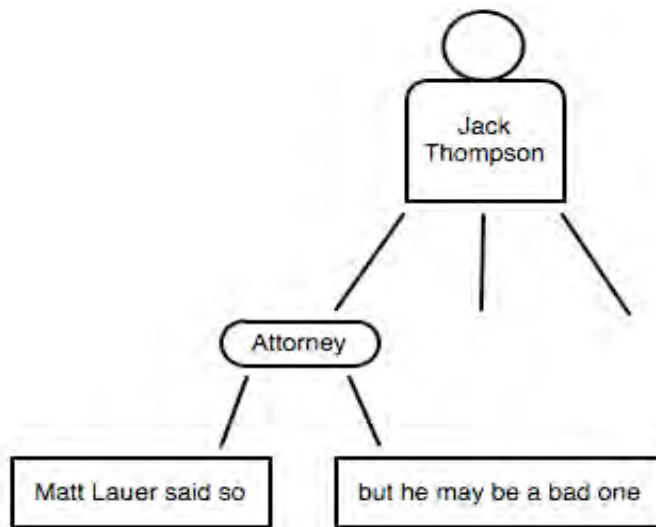 Jack
Thompson
Attorney
Matt Lauer said so
but he may be a bad one